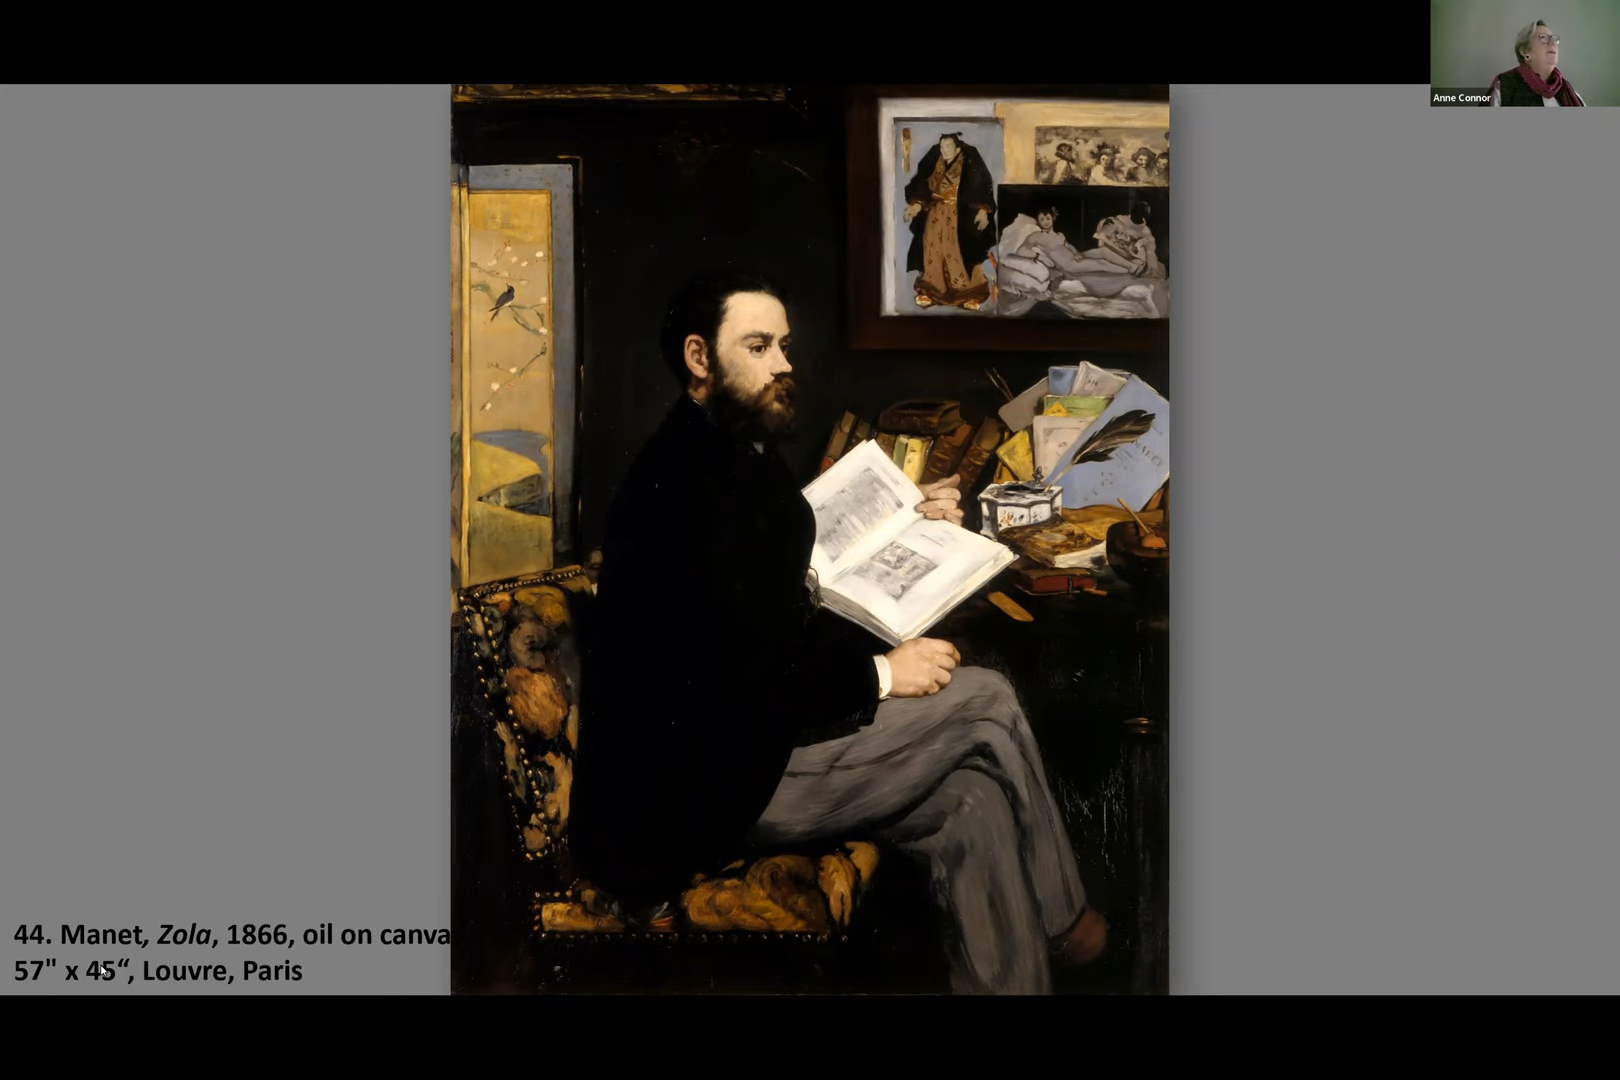 Anne Connor
44. Manet, Zola, 1866, oil on canva
57" x 45“, Louvre, Paris